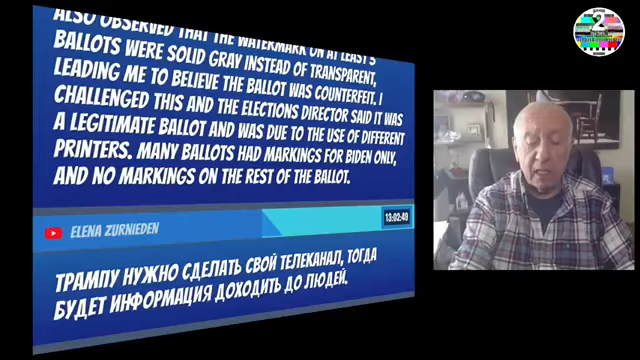 ALSO OBSERVED THAT THE WATERMARK ON AT LEAST 3
BALLOTS WERE SOLID GRAY INSTEAD OF TRANSPARENT,
LEADING ME TO BELIEVE THE BALLOT WAS COUNTERFEIT. I
CHALLENGED THIS AND THE ELECTIONS DIRECTOR SAID IT WAS
A LEGITIMATE BALLOT AND WAS DUE TO THE USE OF DIFFERENT
PRINTERS. MANY BALLOTS HAD MARKINGS FOR BIDEN ONLY,
AND NO MARKINGS ON THE REST OF THE BALLOT.
ELENA ZURNIEDEN
13:02:49
ТРАМПУ НУЖНО СДЕЛАТЬ СВОЙ ТЕЛЕКАНАЛ, ТОГДА
БУДЕТ ИНФОРМАЦИЯ ДОХОДИТЬ ДО ЛЮДЕЙ.
2